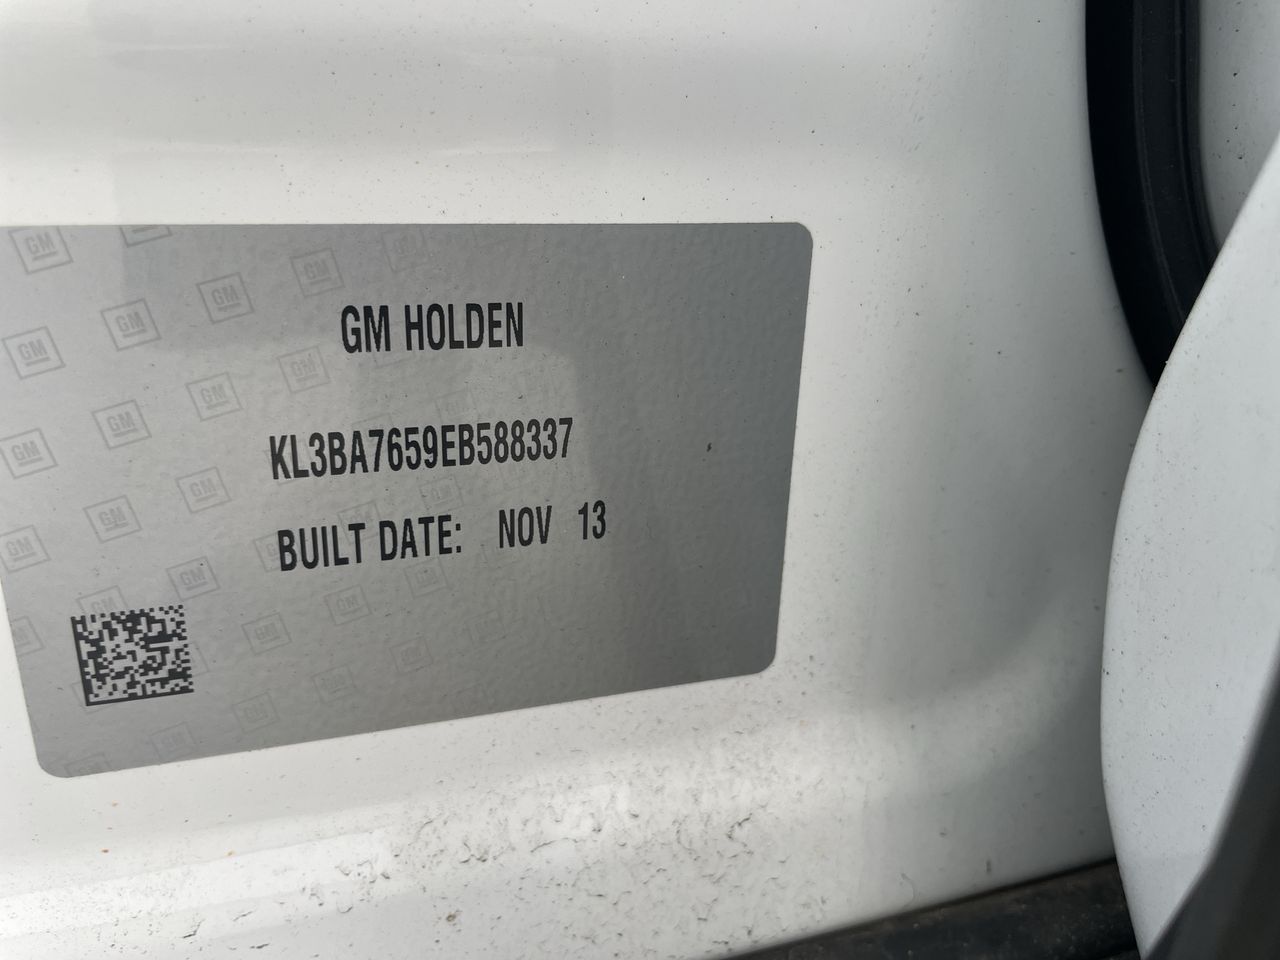 GM HOLDEN
KL3BA7659EB588337
BUILT DATE: NOV 13